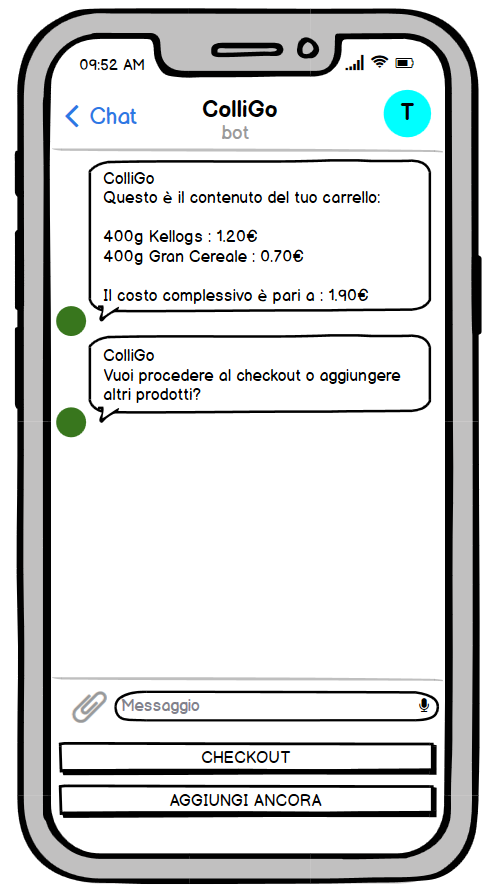 09:52 AM
Chat
ColliGo
bot
T
ColliGo
Questo è il contenuto del tuo carrello:
400g Kellogs : 1.20€
400g Gran Cereale : 0.70€
Il costo complessivo è pari a : 1.90€
ColliGo
Vuoi procedere al checkout o aggiungere
altri prodotti?
Messaggio
CHECKOUT
AGGIUNGI ANCORA